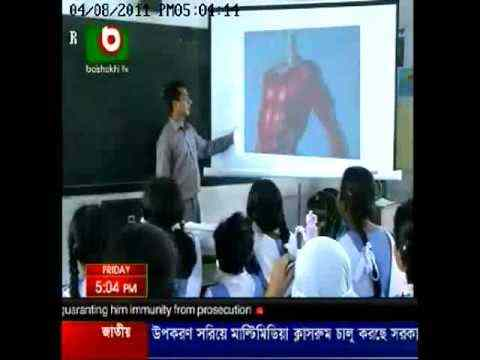 04/08/2011 PM05:04:44
R
boishakhi tv
FRIDAY
5:04 PM
guaranting him immunity from prosecution
জাতীয়
উপকরণ সরিয়ে মাল্টিমিডিয়া ক্লাসরুম চালু করছে সরকা